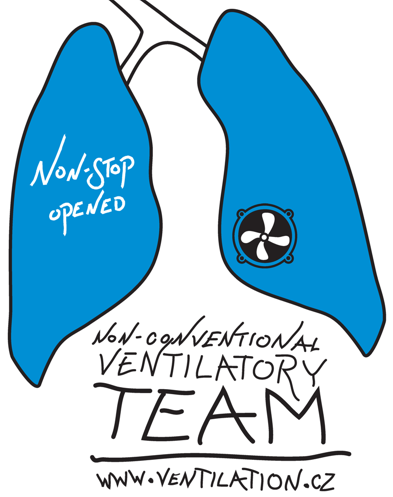 NON-STOP
OPENED
NON-CONVENTIONAL
VENTILATORY
TEAM
WWW.VENTILATION.CZ